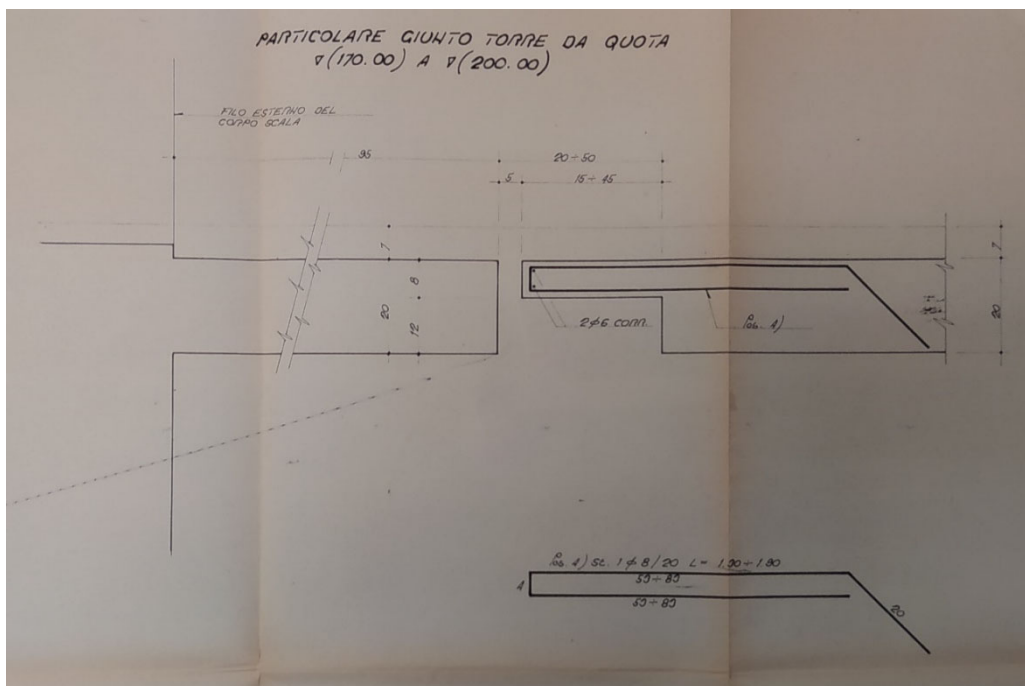 PARTICOLARE GIUNTO TORRE DA QUOTA
∇(170.00) A ∇(200.00)
FILO ESTERNO DEL
CORPO SCALA
95
20÷50
5
15÷45
7
7
8
20
12
20
2ϕ6 CORR.
Pos. 1)
Pos. 1) St. 1ϕ8/20 L=
50÷80
4
50÷80
20